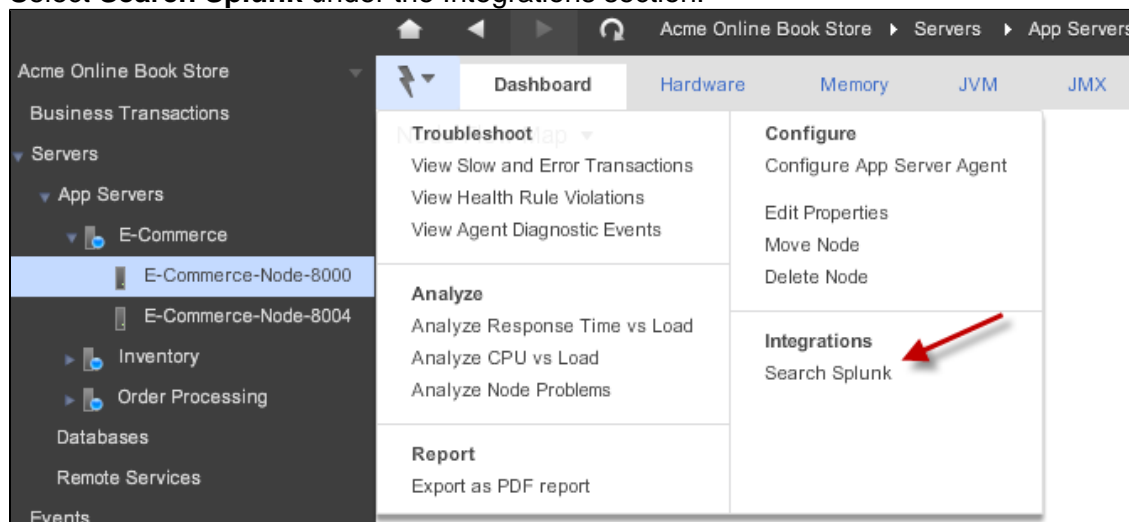 Select Search Splunk under the Integrations section.
Acme Online Book Store Servers App Servers
Acme Online Book Store
Business Transactions
Servers
App Servers
E-Commerce
E-Commerce-Node-8000
E-Commerce-Node-8004
Inventory
Order Processing
Databases
Remote Services
Events
Dashboard Hardware Memory JVM JMX
Troubleshoot
View Slow and Error Transactions
View Health Rule Violations
View Agent Diagnostic Events
Analyze
Analyze Response Time vs Load
Analyze CPU vs Load
Analyze Node Problems
Report
Export as PDF report
Configure
Configure App Server Agent
Edit Properties
Move Node
Delete Node
Integrations
Search Splunk